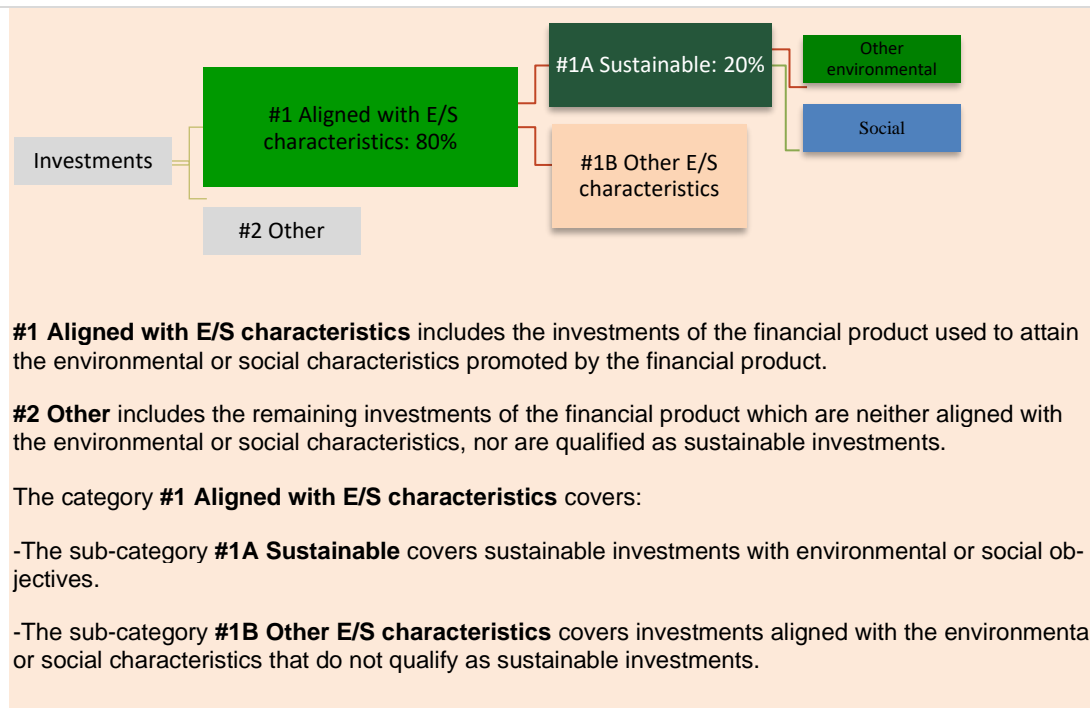 Investments
#1 Aligned with E/S
characteristics: 80%
#2 Other
#1A Sustainable: 20%
#1B Other E/S
characteristics
Other
environmental
Social
#1 Aligned with E/S characteristics includes the investments of the financial product used to attain
the environmental or social characteristics promoted by the financial product.
#2 Other includes the remaining investments of the financial product which are neither aligned with
the environmental or social characteristics, nor are qualified as sustainable investments.
The category #1 Aligned with E/S characteristics covers:
-The sub-category #1A Sustainable covers sustainable investments with environmental or social ob-
jectives.
-The sub-category #1B Other E/S characteristics covers investments aligned with the environmenta
or social characteristics that do not qualify as sustainable investments.